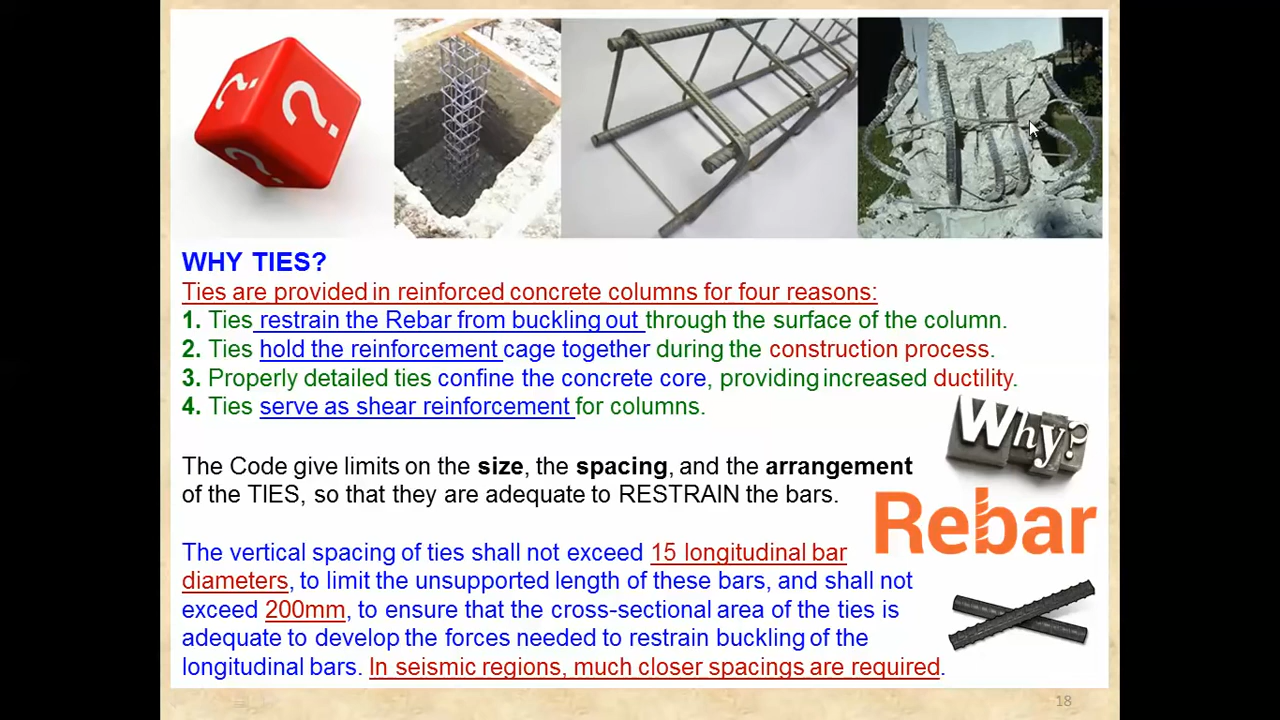 ? ? ?
WHY TIES?
Ties are provided in reinforced concrete columns for four reasons:
1. Ties restrain the Rebar from buckling out through the surface of the column.
2. Ties hold the reinforcement cage together during the construction process.
3. Properly detailed ties confine the concrete core, providing increased ductility.
4. Ties serve as shear reinforcement for columns.
Why?
The Code give limits on the size, the spacing, and the arrangement
of the TIES, so that they are adequate to RESTRAIN the bars.
Rebar
The vertical spacing of ties shall not exceed 15 longitudinal bar
diameters, to limit the unsupported length of these bars, and shall not
exceed 200mm, to ensure that the cross-sectional area of the ties is
adequate to develop the forces needed to restrain buckling of the
longitudinal bars. In seismic regions, much closer spacings are required.
18